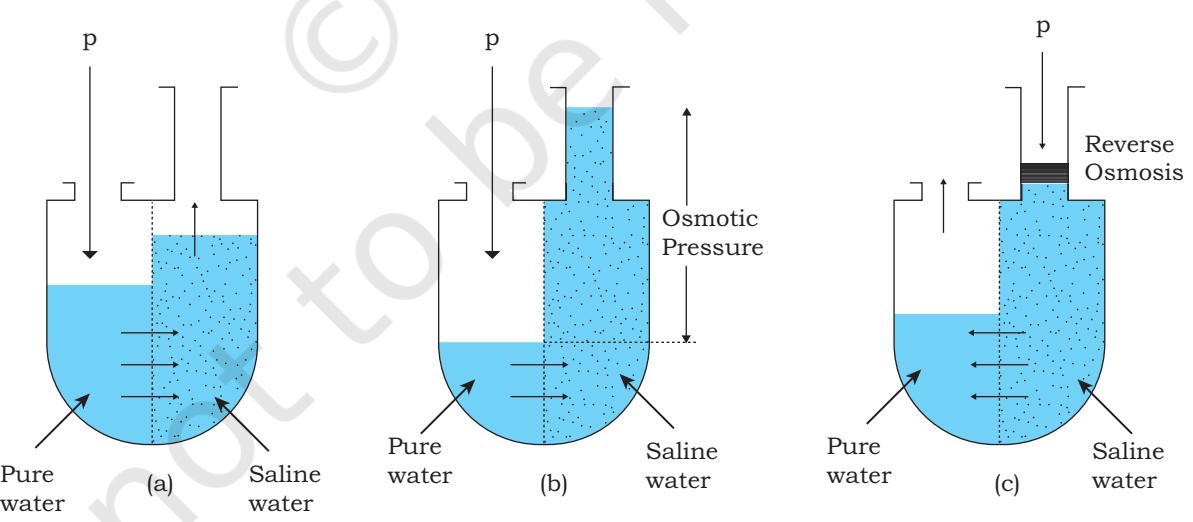 p
p
p
Reverse
Osmosis
Osmotic
Pressure
Pure
water
(a)
Saline
water
Pure
water
(b)
Saline
water
Pure
water
(c)
Saline
water
©
not to be r